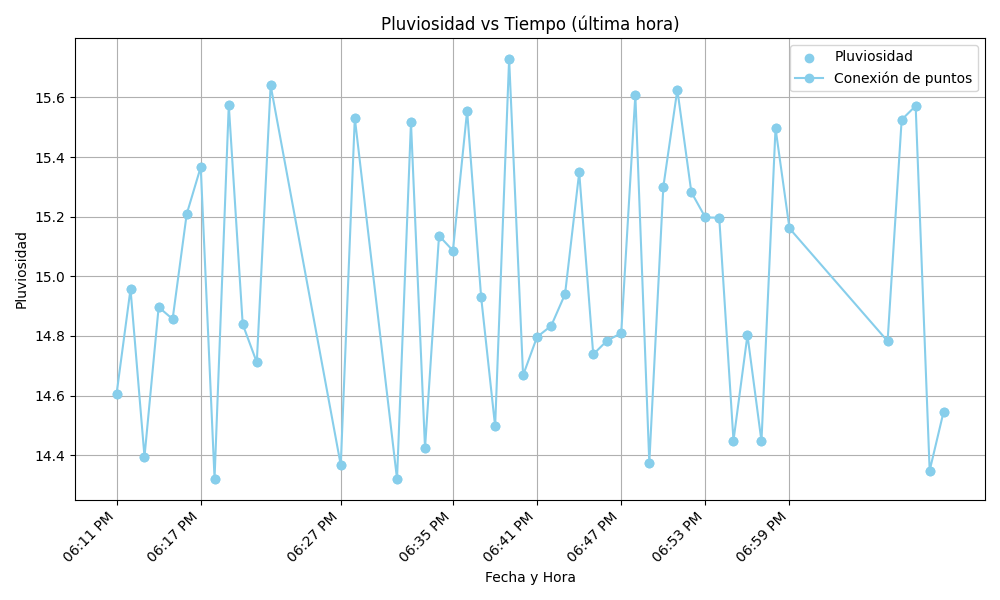 Pluviosidad vs Tiempo (última hora)
Pluviosidad
Conexión de puntos
Pluviosidad
15.6
15.4
15.2
15.0
14.8
14.6
14.4
06:11 PM
06:17 PM
06:27 PM
06:35 PM
06:41 PM
06:47 PM
06:53 PM
06:59 PM
Fecha y Hora